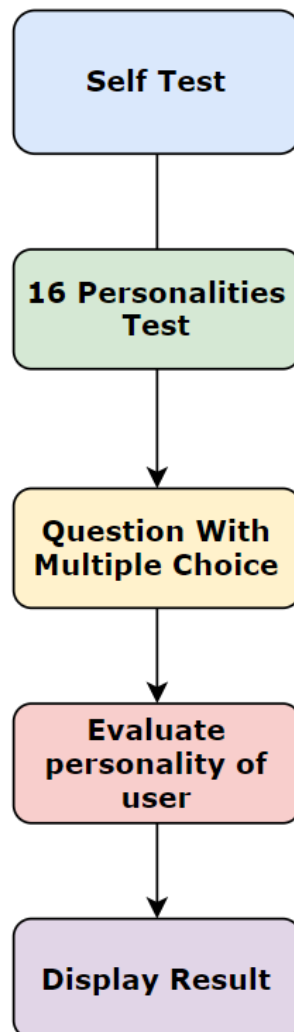 Self Test
16 Personalities
Test
Question With
Multiple Choice
Evaluate
personality of
user
Display Result